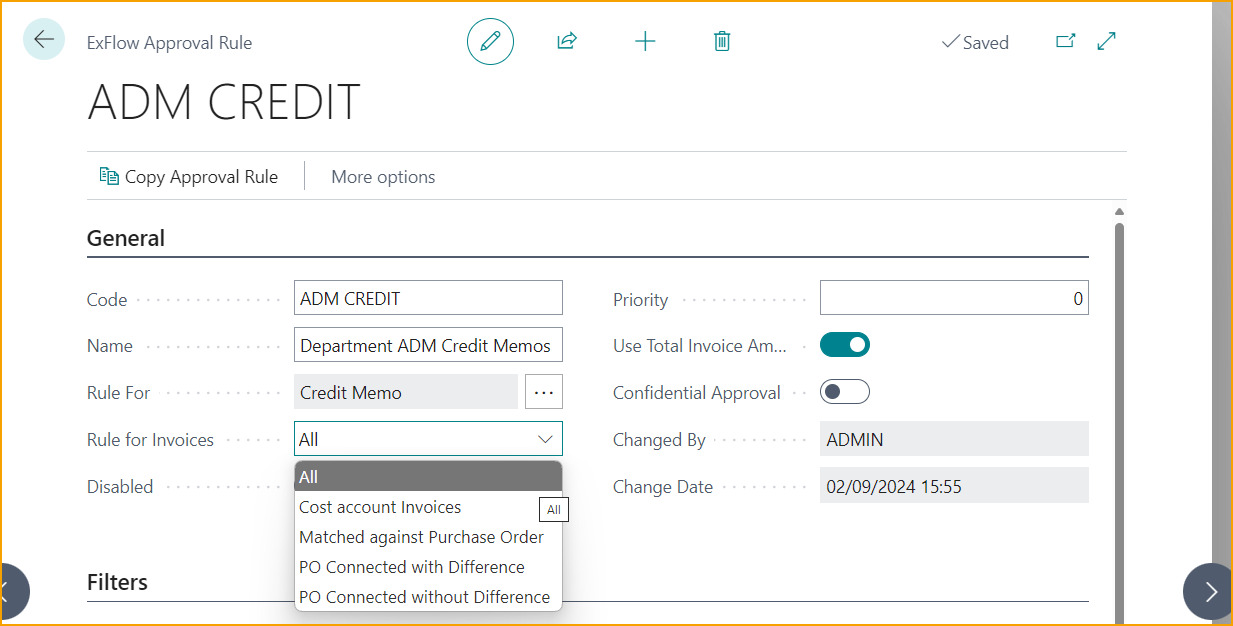 ExFlow Approval Rule
Saved
ADM CREDIT
Copy Approval Rule
More options
General
Code
ADM CREDIT
Priority
0
Name
Department ADM Credit Memos
Use Total Invoice Am...
Rule For
Credit Memo
...
Confidential Approval
Rule for Invoices
All
Changed By
ADMIN
Disabled
Change Date
02/09/2024 15:55
All
Cost account Invoices
All
Matched against Purchase Order
PO Connected with Difference
PO Connected without Difference
Filters